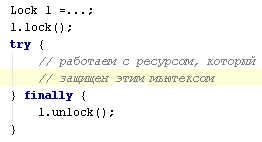 Lock l =...;
l.lock();
try {
// работаем с ресурсом, который
// защищен этим мьютексом
} finally {
l.unlock();
}